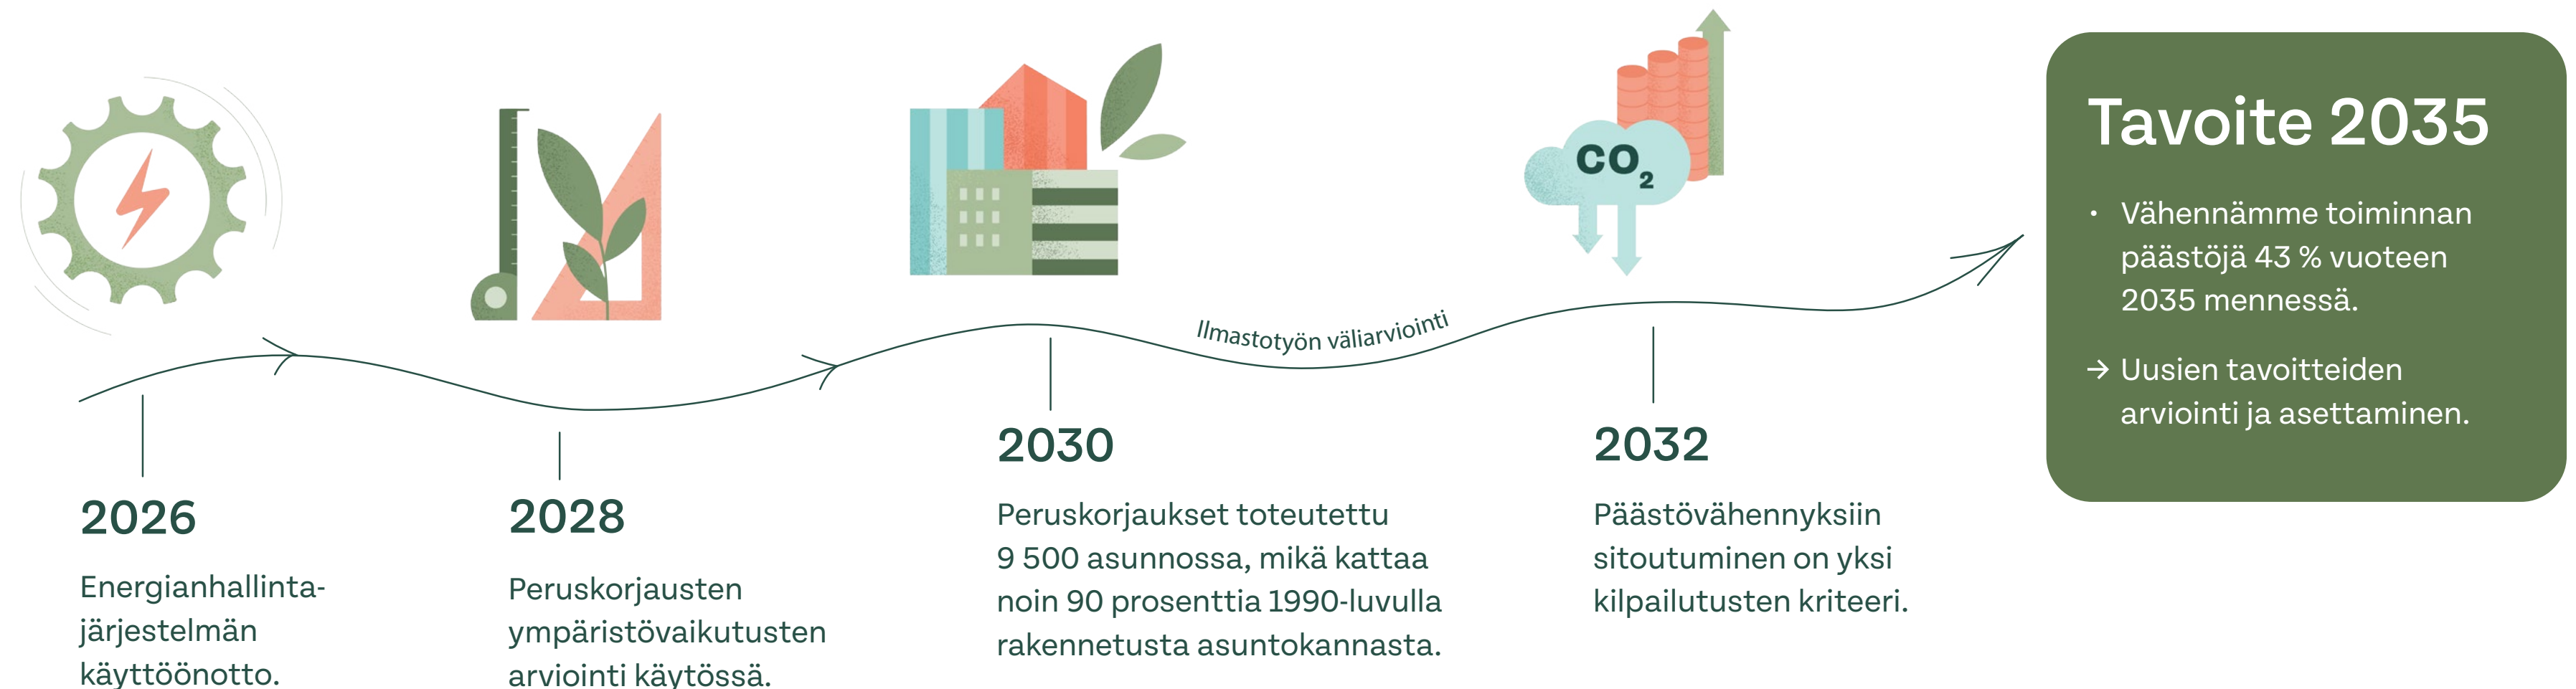 2026
Energianhallinta-
järjestelmän
käyttöönotto.
2028
Peruskorjausten
ympäristövaikutusten
arviointi käytössä.
2030
Peruskorjaukset toteutettu
9 500 asunnossa, mikä kattaa
noin 90 prosenttia 1990-luvulla
rakennetusta asuntokannasta.
Ilmastotyön väliarviointi
CO₂
2032
Päästövähennyksiin
sitoutuminen on yksi
kilpailutusten kriteeri.
Tavoite 2035
• Vähennämme toiminnan
päästöjä 43 % vuoteen
2035 mennessä.
→ Uusien tavoitteiden
arviointi ja asettaminen.